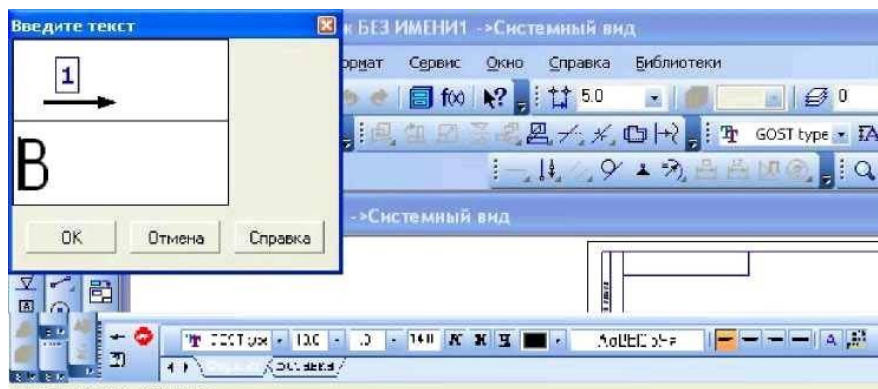 Введите текст
к БЕЗ ИМЕНИ1 ->Системный вид
1
B
ормат Сервис Окно Справка Библиотеки
f(x) 5.0 0
GOST type
->Системный вид
OK Отмена Справка
A